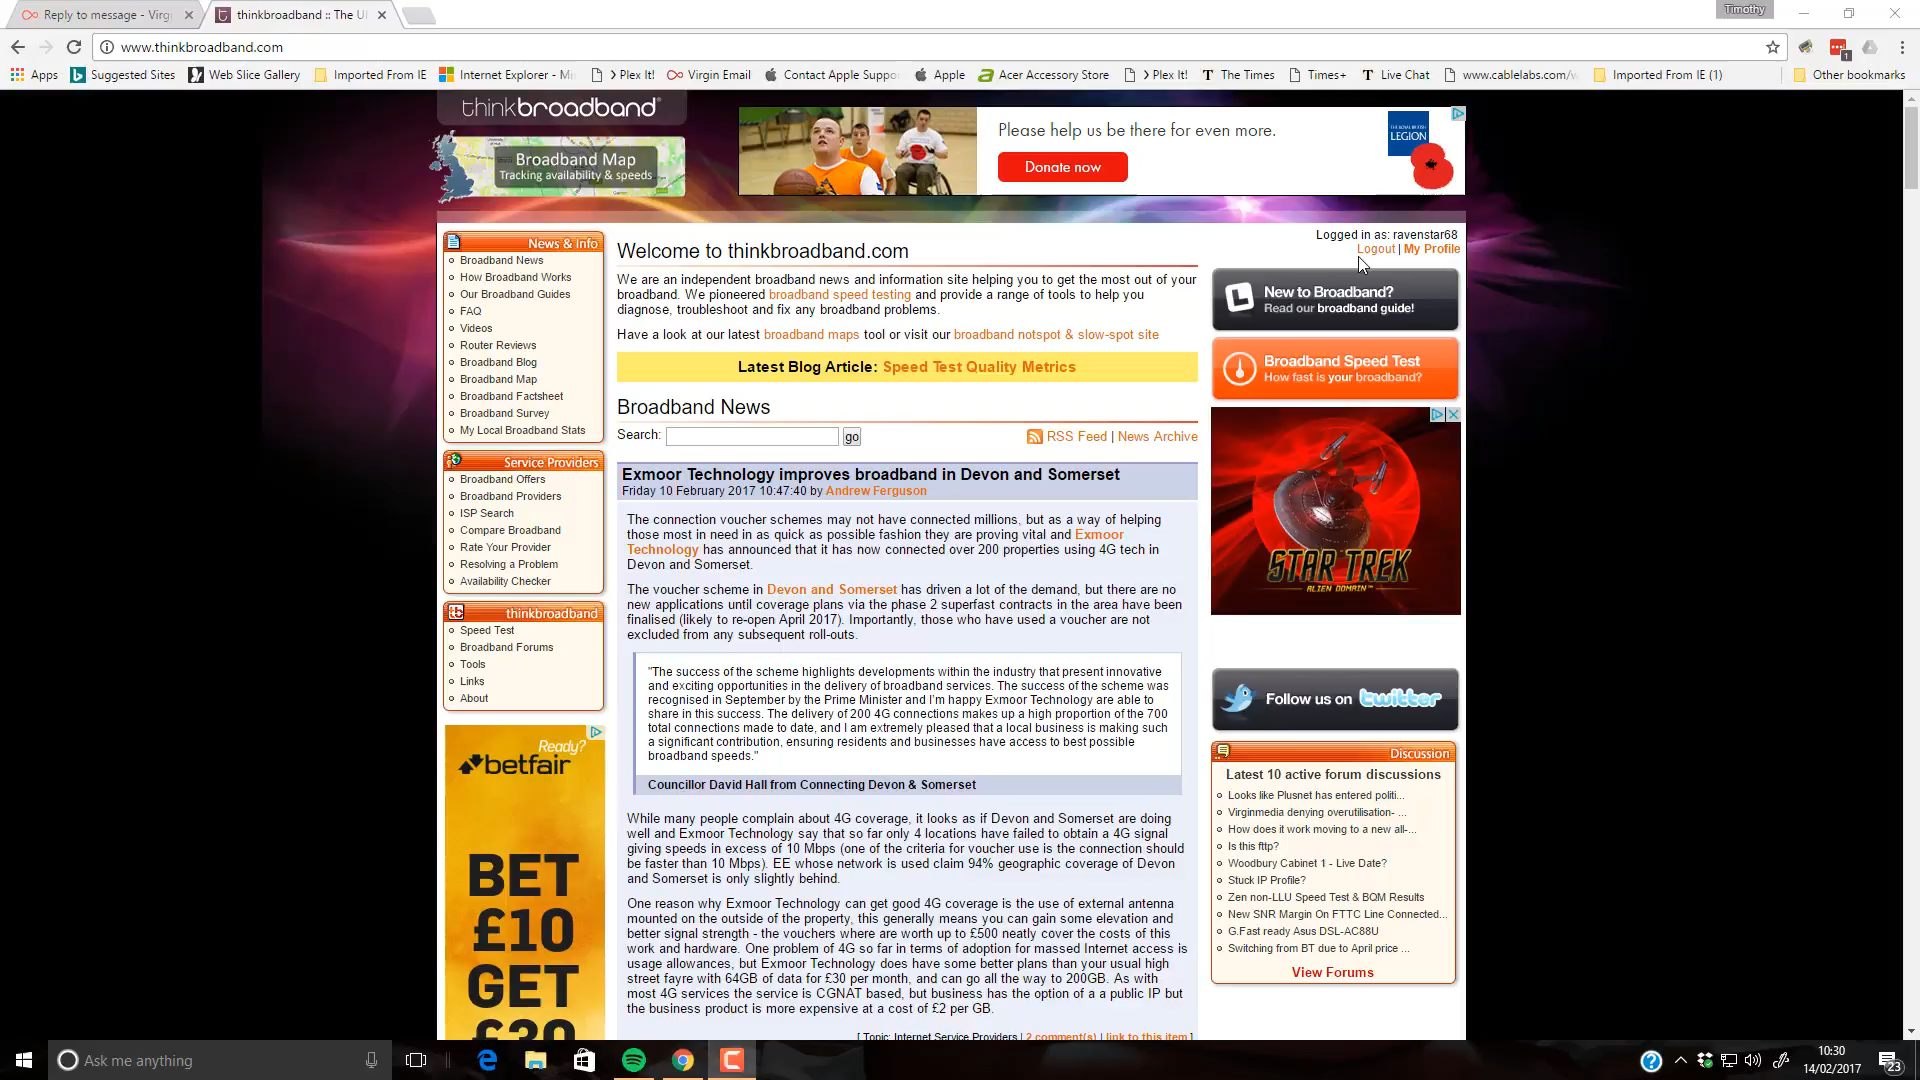 Reply to message - Virg
thinkbroadband :: The U
Timothy
www.thinkbroadband.com
Apps
Suggested Sites
Web Slice Gallery
Imported From IE
Internet Explorer - Mi
> Plex It!
Virgin Email
Contact Apple Suppo
Apple
Acer Accessory Store
> Plex It!
The Times
Times+
Live Chat
www.cablelabs.com/
Imported From IE (1)
Other bookmarks
thinkbroadband
Broadband Map
Tracking availability & speeds
Please help us be there for even more.
Donate now
THE ROYAL BRITISH
LEGION
Logged in as: ravenstar68
Logout | My Profile
News & Info
Broadband News
How Broadband Works
Our Broadband Guides
FAQ
Videos
Router Reviews
Broadband Blog
Broadband Map
Broadband Factsheet
Broadband Survey
My Local Broadband Stats
Service Providers
Broadband Offers
Broadband Providers
ISP Search
Compare Broadband
Rate Your Provider
Resolving a Problem
Availability Checker
thinkbroadband
Speed Test
Broadband Forums
Tools
Links
About
Ready?
betfair
BET
£10
GET
£30
Welcome to thinkbroadband.com
We are an independent broadband news and information site helping you to get the most out of your
broadband. We pioneered broadband speed testing and provide a range of tools to help you
diagnose, troubleshoot and fix any broadband problems.
Have a look at our latest broadband maps tool or visit our broadband notspot & slow-spot site
Latest Blog Article: Speed Test Quality Metrics
Broadband News
Search:
go
RSS Feed | News Archive
Exmoor Technology improves broadband in Devon and Somerset
Friday 10 February 2017 10:47:40 by Andrew Ferguson
The connection voucher schemes may not have connected millions, but as a way of helping
those most in need in as quick as possible fashion they are proving vital and Exmoor
Technology has announced that it has now connected over 200 properties using 4G tech in
Devon and Somerset.
The voucher scheme in Devon and Somerset has driven a lot of the demand, but there are no
new applications until coverage plans via the phase 2 superfast contracts in the area have been
finalised (likely to re-open April 2017). Importantly, those who have used a voucher are not
excluded from any subsequent roll-outs.
"The success of the scheme highlights developments within the industry that present innovative
and exciting opportunities in the delivery of broadband services. The success of the scheme was
recognised in September by the Prime Minister and I'm happy Exmoor Technology are able to
share in this success. The delivery of 200 4G connections makes up a high proportion of the 700
total connections made to date, and I am extremely pleased that a local business is making such
a significant contribution, ensuring residents and businesses have access to best possible
broadband speeds."
Councillor David Hall from Connecting Devon & Somerset
While many people complain about 4G coverage, it looks as if Devon and Somerset are doing
well and Exmoor Technology say that so far only 4 locations have failed to obtain a 4G signal
giving speeds in excess of 10 Mbps (one of the criteria for voucher use is the connection should
be faster than 10 Mbps). EE whose network is used claim 94% geographic coverage of Devon
and Somerset is only slightly behind.
One reason why Exmoor Technology can get good 4G coverage is the use of external antenna
mounted on the outside of the property, this generally means you can gain some elevation and
better signal strength - the vouchers where are worth up to £500 neatly cover the costs of this
work and hardware. One problem of 4G so far in terms of adoption for massed Internet access is
usage allowances, but Exmoor Technology does have some better plans than your usual high
street fayre with 64GB of data for £30 per month, and can go all the way to 200GB. As with
most 4G services the service is CGNAT based, but business has the option of a a public IP but
the business product is more expensive at a cost of £2 per GB.
[ Topic: Internet Service Providers | 2 comment(s) | link to this item ]
New to Broadband?
Read our broadband guide!
Broadband Speed Test
How fast is your broadband?
STAR TREK
ALIEN DOMAIN™
Follow us on twitter
Discussion
Latest 10 active forum discussions
Looks like Plusnet has entered politi...
Virginmedia denying overutilisation- ...
How does it work moving to a new all-...
Is this fttp?
Woodbury Cabinet 1 - Live Date?
Stuck IP Profile?
Zen non-LLU Speed Test & BQM Results
New SNR Margin On FTTC Line Connected...
G.Fast ready Asus DSL-AC88U
Switching from BT due to April price ...
View Forums
Ask me anything
10:30
14/02/2017
23